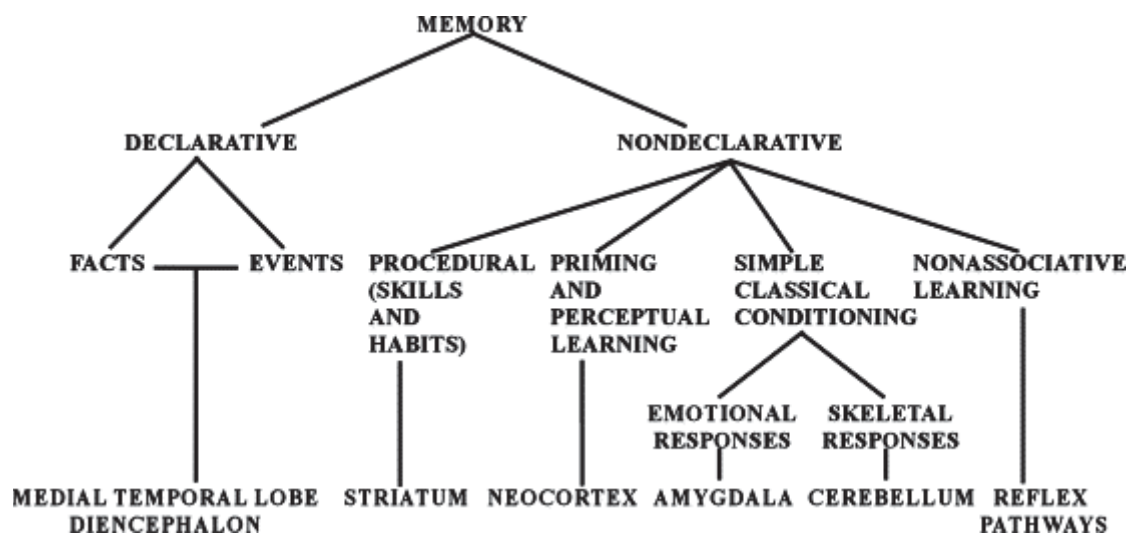 MEMORY
DECLARATIVE
NONDECLARATIVE
FACTS
EVENTS
PROCEDURAL
(SKILLS
AND
HABITS)
PRIMING
AND
PERCEPTUAL
LEARNING
SIMPLE
CLASSICAL
CONDITIONING
NONASSOCIATIVE
LEARNING
EMOTIONAL
RESPONSES
SKELETAL
RESPONSES
MEDIAL TEMPORAL LOBE
DIENCEPHALON
STRIATUM
NEOCORTEX
AMYGDALA
CEREBELLUM
REFLEX
PATHWAYS